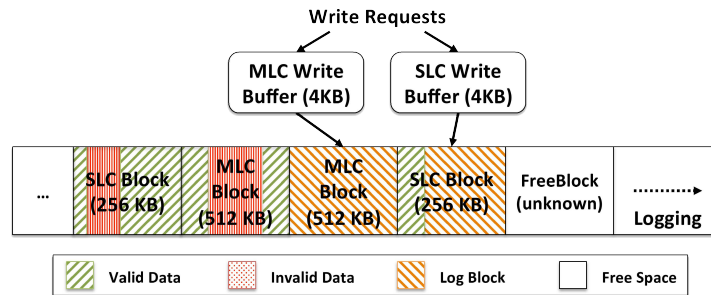 Write Requests
MLC Write
Buffer (4KB)
SLC Write
Buffer (4KB)
...
SLC Block
(256 KB)
MLC
Block
(512 KB)
MLC
Block
(512 KB)
SLC Block
(256 KB)
FreeBlock
(unknown)
Logging
Valid Data
Invalid Data
Log Block
Free Space